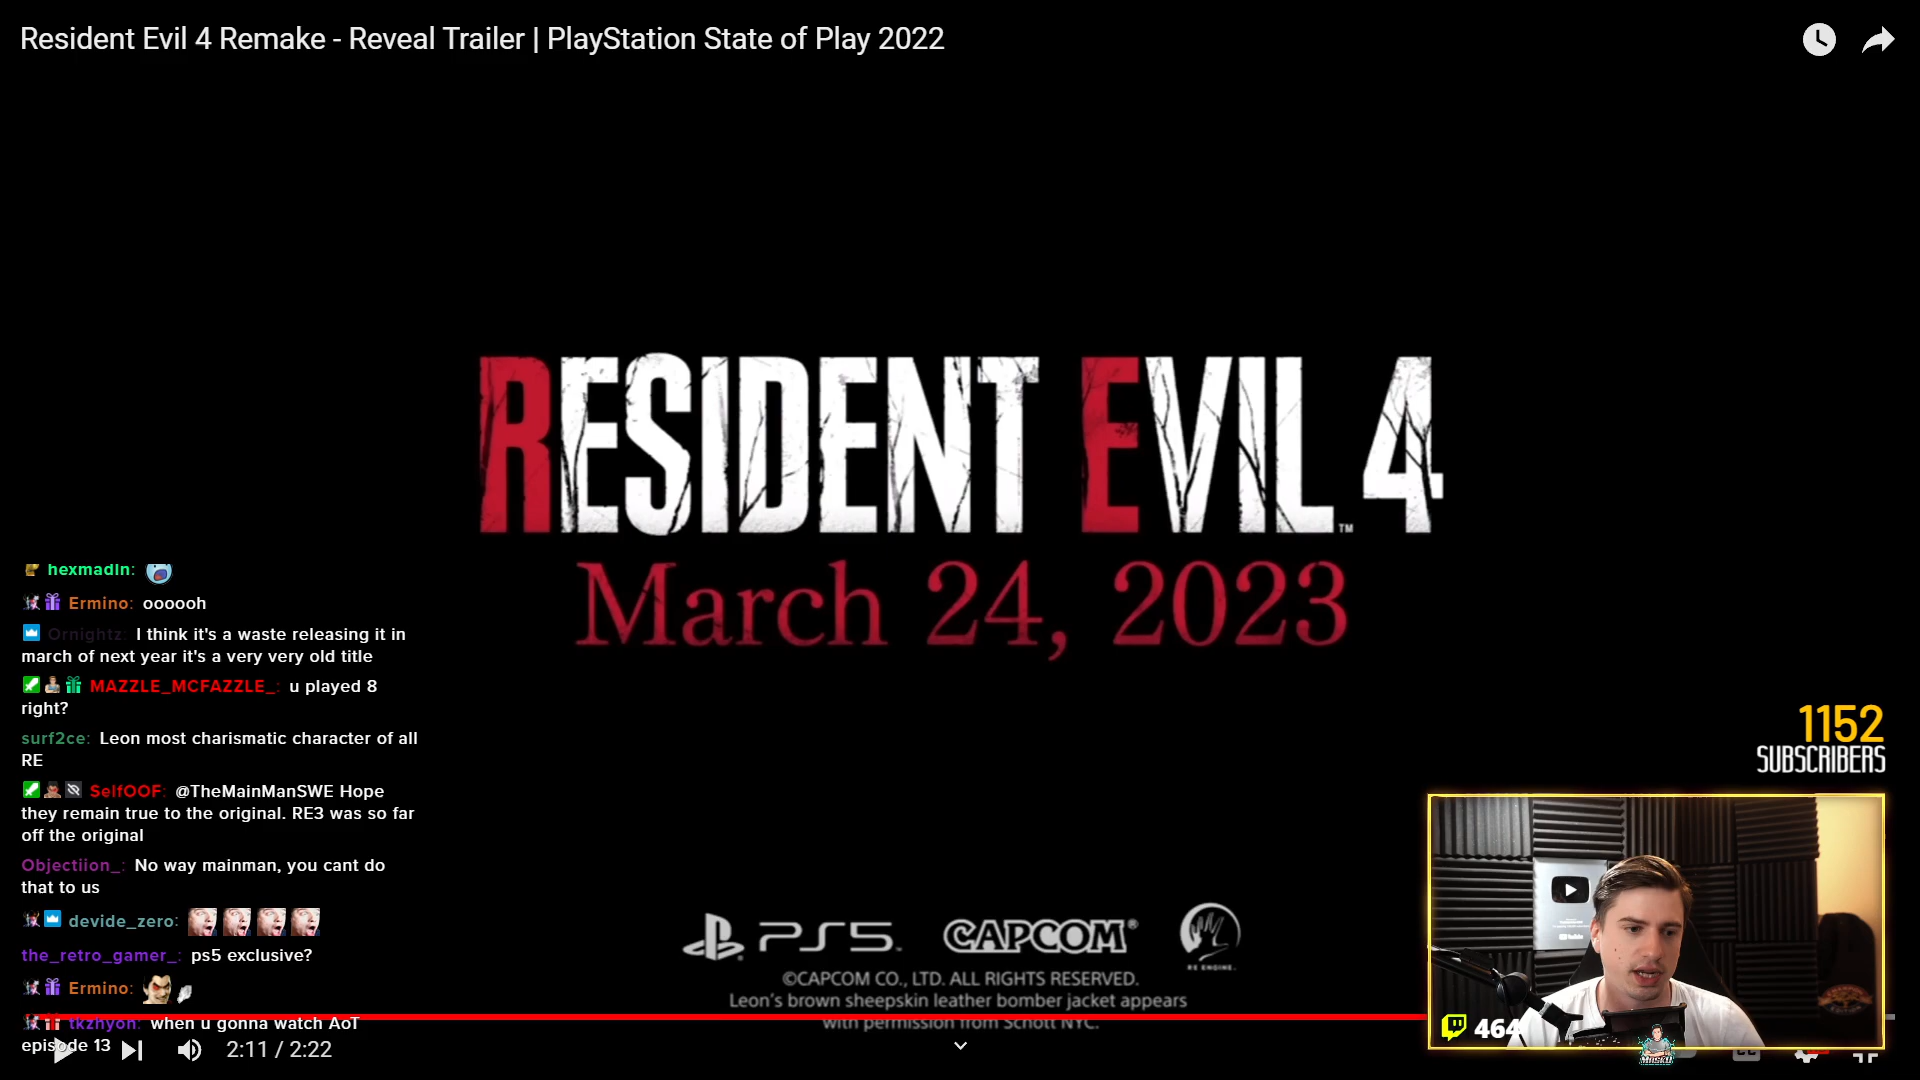 Resident Evil 4 Remake - Reveal Trailer | PlayStation State of Play 2022
RESIDENT EVIL 4
TM
March 24, 2023
hexmadin:
Ermino: oooooh
Ornightz: I think it's a waste releasing it in
march of next year it's a very very old title
MAZZLE_MCFAZZLE_: u played 8
right?
surf2ce: Leon most charismatic character of all
RE
SelfOOF: @TheMainManSWE Hope
they remain true to the original. RE3 was so far
off the original
Objectiion_: No way mainman, you cant do
that to us
devide_zero:
the_retro_gamer_: ps5 exclusive?
Ermino:
tkzhyon: when u gonna watch AoT
episode 13
2:11 / 2:22
PS5
CAPCOM®
RE ENGINE
©CAPCOM CO., LTD. ALL RIGHTS RESERVED.
Leon's brown sheepskin leather bomber jacket appears
with permission from Schott NYC.
1152
SUBSCRIBERS
464